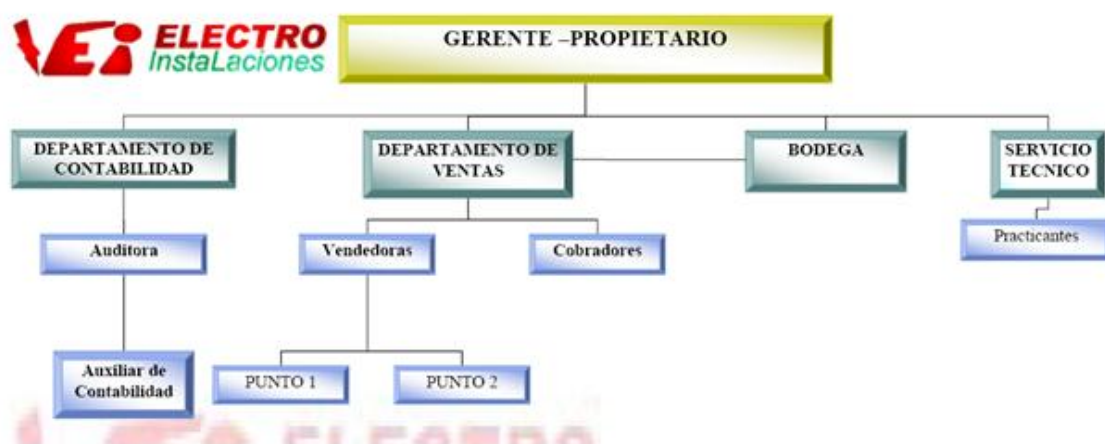 ELECTRO
InstaLaciones
GERENTE –PROPIETARIO
DEPARTAMENTO DE
CONTABILIDAD
DEPARTAMENTO DE
VENTAS
BODEGA
SERVICIO
TECNICO
Auditora
Vendedoras
Cobradores
Practicantes
Auxiliar de
Contabilidad
PUNTO 1
PUNTO 2
ELECTRO